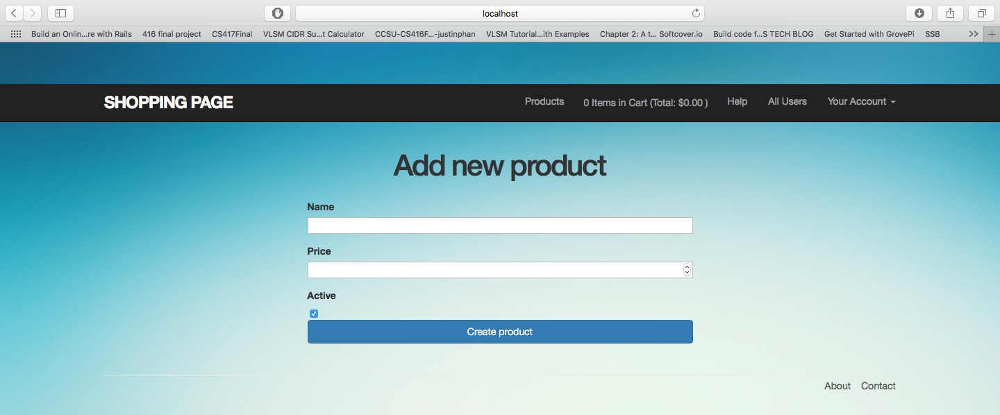 localhost
Build an Onlin...re with Rails 416 final project CS417Final VLSM CIDR Su...t Calculator CCSU-CS416F...-justinphan VLSM Tutorial...ith Examples Chapter 2: A t... Softcover.io Build code f...S TECH BLOG Get Started with GrovePi SSB >> +
SHOPPING PAGE Products 0 Items in Cart (Total: $0.00 ) Help All Users Your Account
Add new product
Name
Price
Active
Create product
About Contact